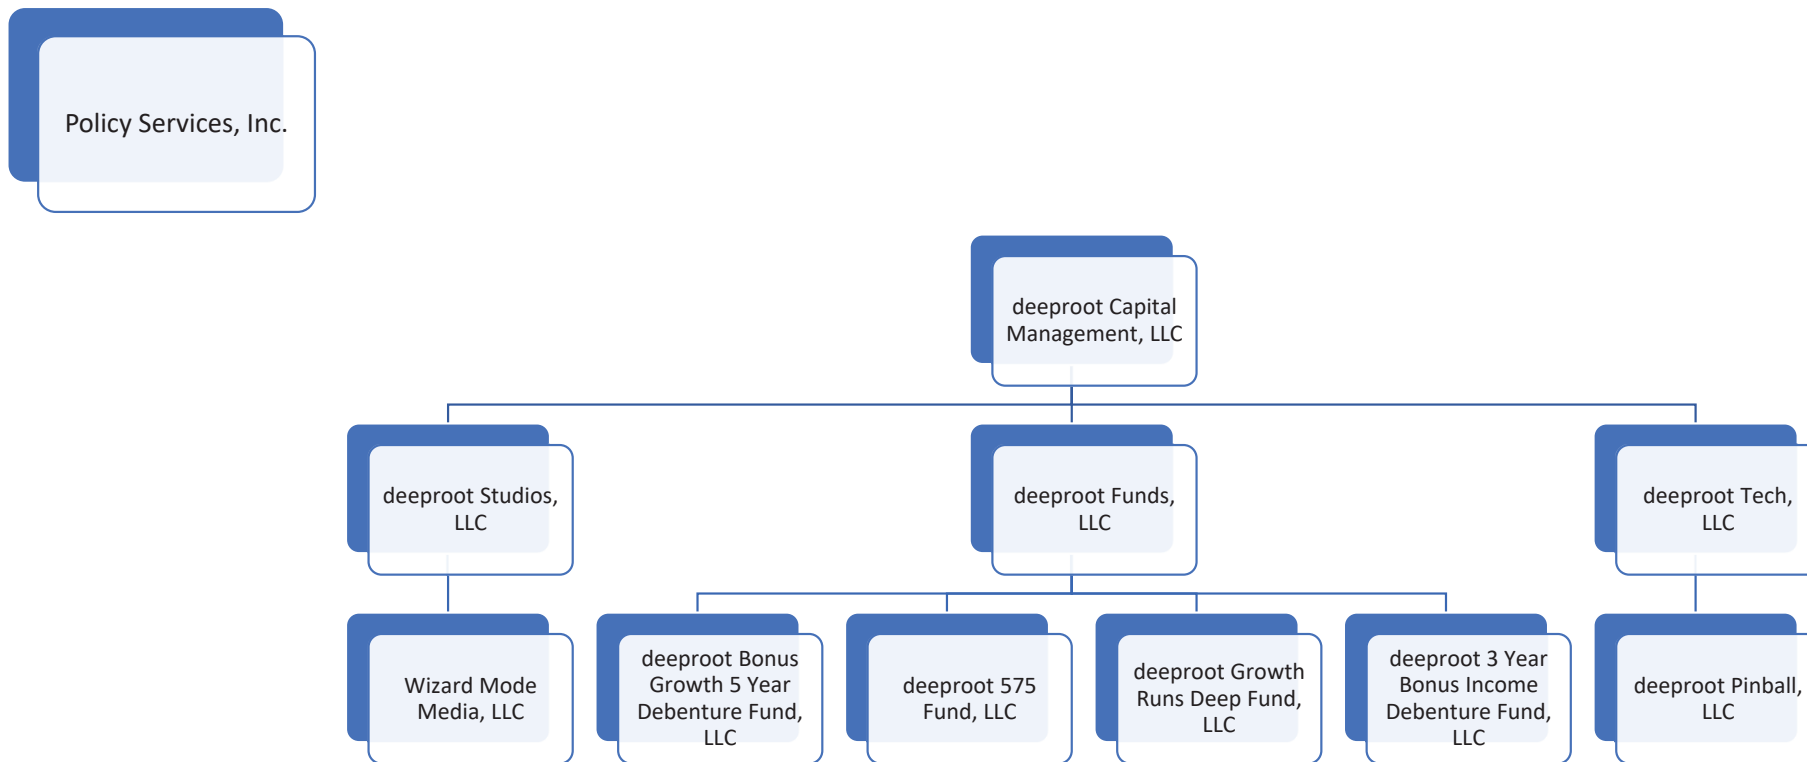 Policy Services, Inc.
deeproot Capital
Management, LLC
deeproot Studios,
LLC
deeproot Funds,
LLC
deeproot Tech,
LLC
Wizard Mode
Media, LLC
deeproot Bonus
Growth 5 Year
Debenture Fund,
LLC
deeproot 575
Fund, LLC
deeproot Growth
Runs Deep Fund,
LLC
deeproot 3 Year
Bonus Income
Debenture Fund,
LLC
deeproot Pinball,
LLC